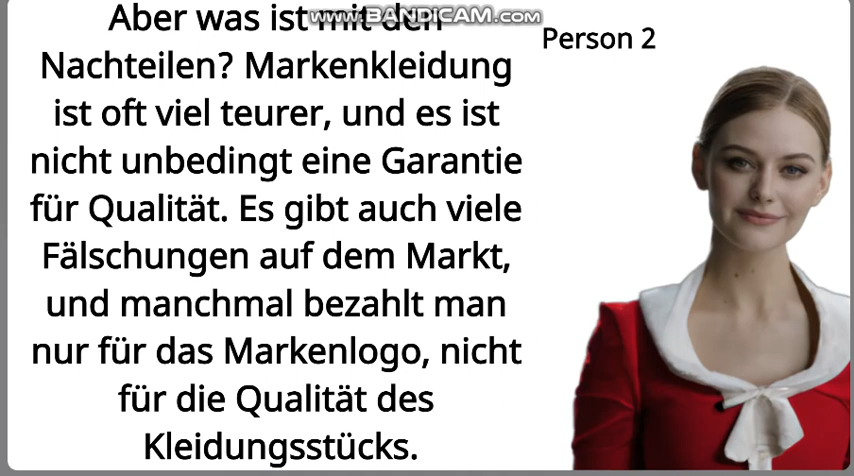 Aber was ist mit den
www.BANDICAM.com
Nachteilen? Markenkleidung
ist oft viel teurer, und es ist
nicht unbedingt eine Garantie
für Qualität. Es gibt auch viele
Fälschungen auf dem Markt,
und manchmal bezahlt man
nur für das Markenlogo, nicht
für die Qualität des
Kleidungsstücks.
Person 2